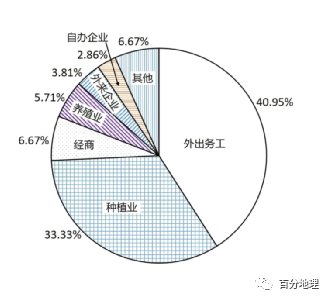 自办企业
6.67%
2.86%
3.81%
其他
40.95%
外来企业
5.71%
养殖业
外出务工
6.67%
经商
种植业
33.33%
百分地理